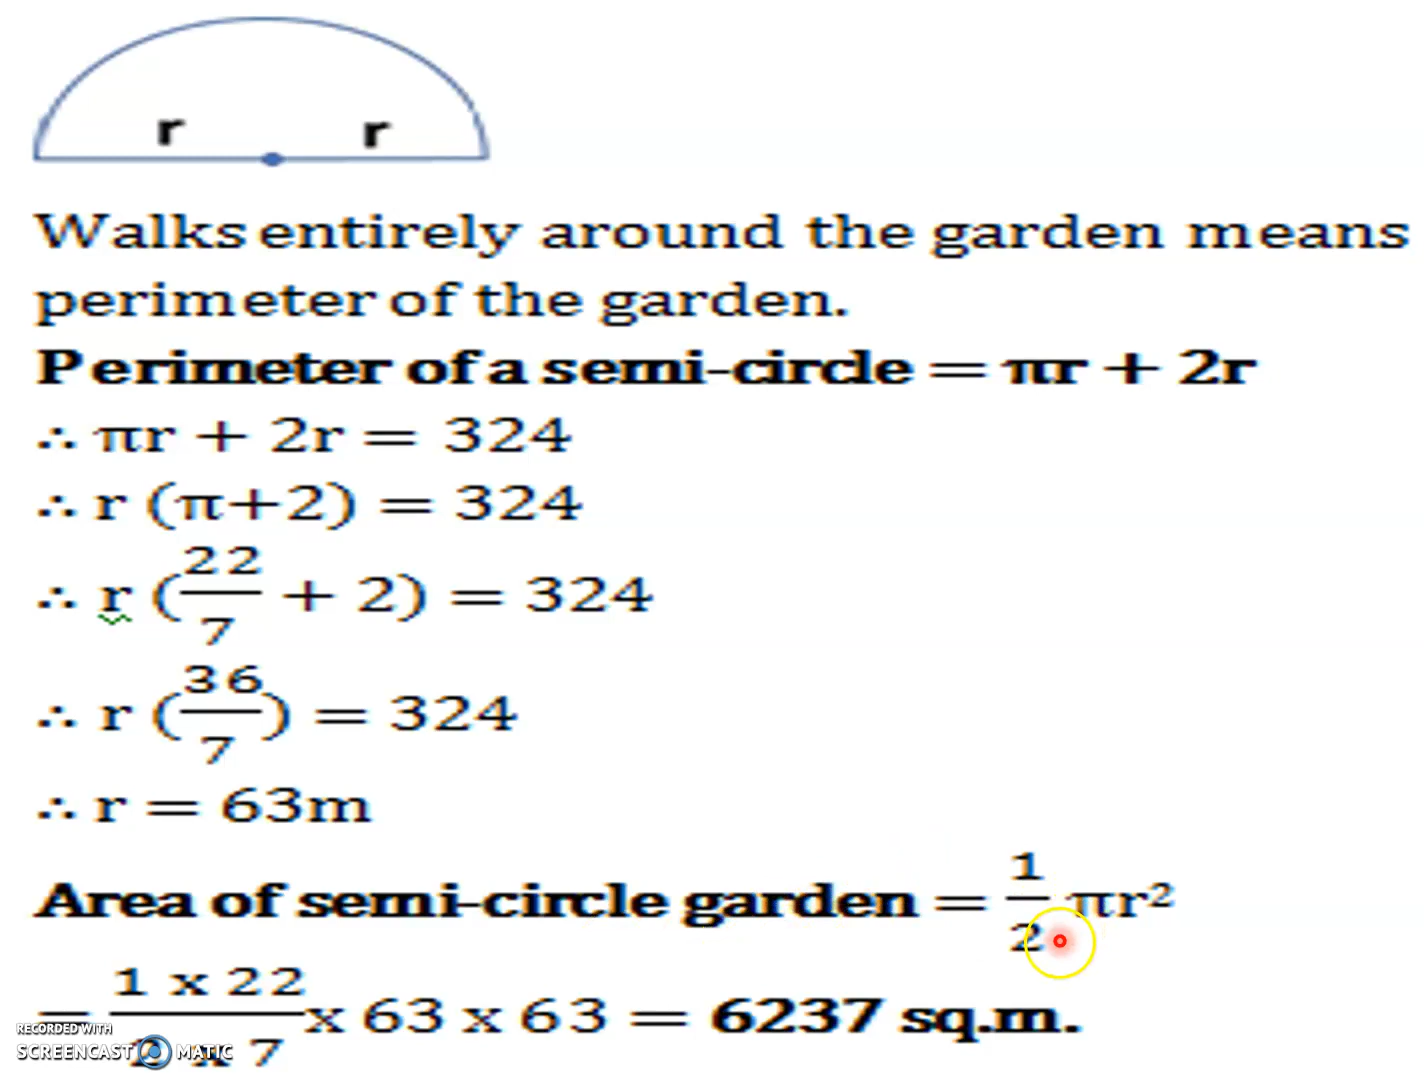 r r
Walks entirely around the garden means
perimeter of the garden.
Perimeter of a semi-circle = πr + 2r
∴ πr + 2r = 324
∴ r (π+2) = 324
∴ r (22/7 + 2) = 324
∴ r (36/7) = 324
∴ r = 63m
Area of semi-circle garden = 1/2 πr²
= 1 x 22 / 2 x 7 x 63 x 63 = 6237 sq.m.
RECORDED WITH
SCREENCAST MATIC